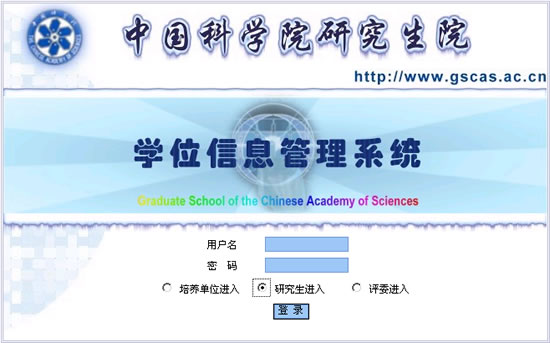 中国科学院研究生院
http://www.gscas.ac.cn
学位信息管理系统
Graduate School of the Chinese Academy of Sciences
用户名
密 码
培养单位进入 研究生进入 评委进入
登 录